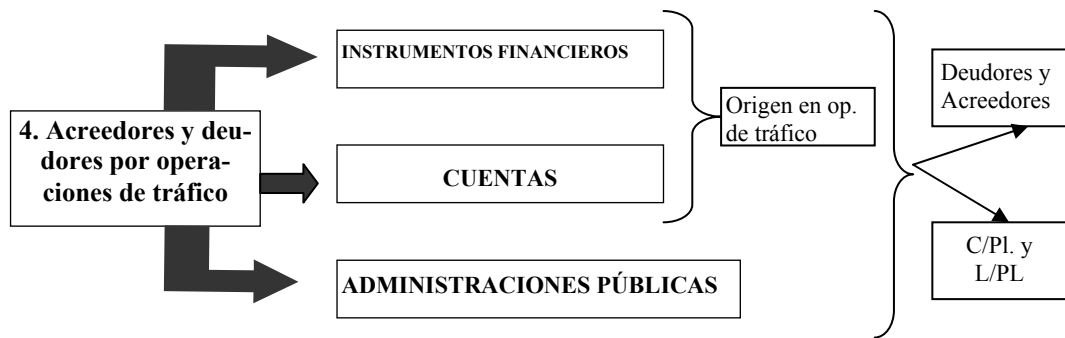 INSTRUMENTOS FINANCIEROS
4. Acreedores y deu-
dores por opera-
ciones de tráfico
CUENTAS
ADMINISTRACIONES PÚBLICAS
Origen en op.
de tráfico
Deudores y
Acreedores
C/Pl. y
L/PL